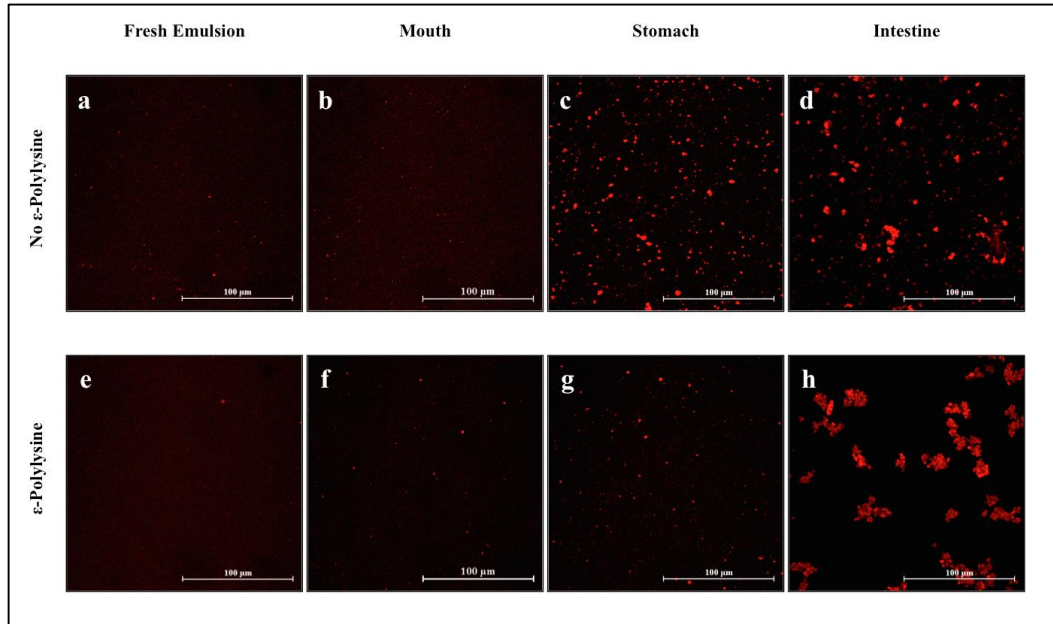 Fresh Emulsion Mouth Stomach Intestine
No ε-Polylysine
a b c d
100 µm 100 µm 100 µm 100 µm
ε-Polylysine
e f g h
100 µm 100 µm 100 µm 100 µm